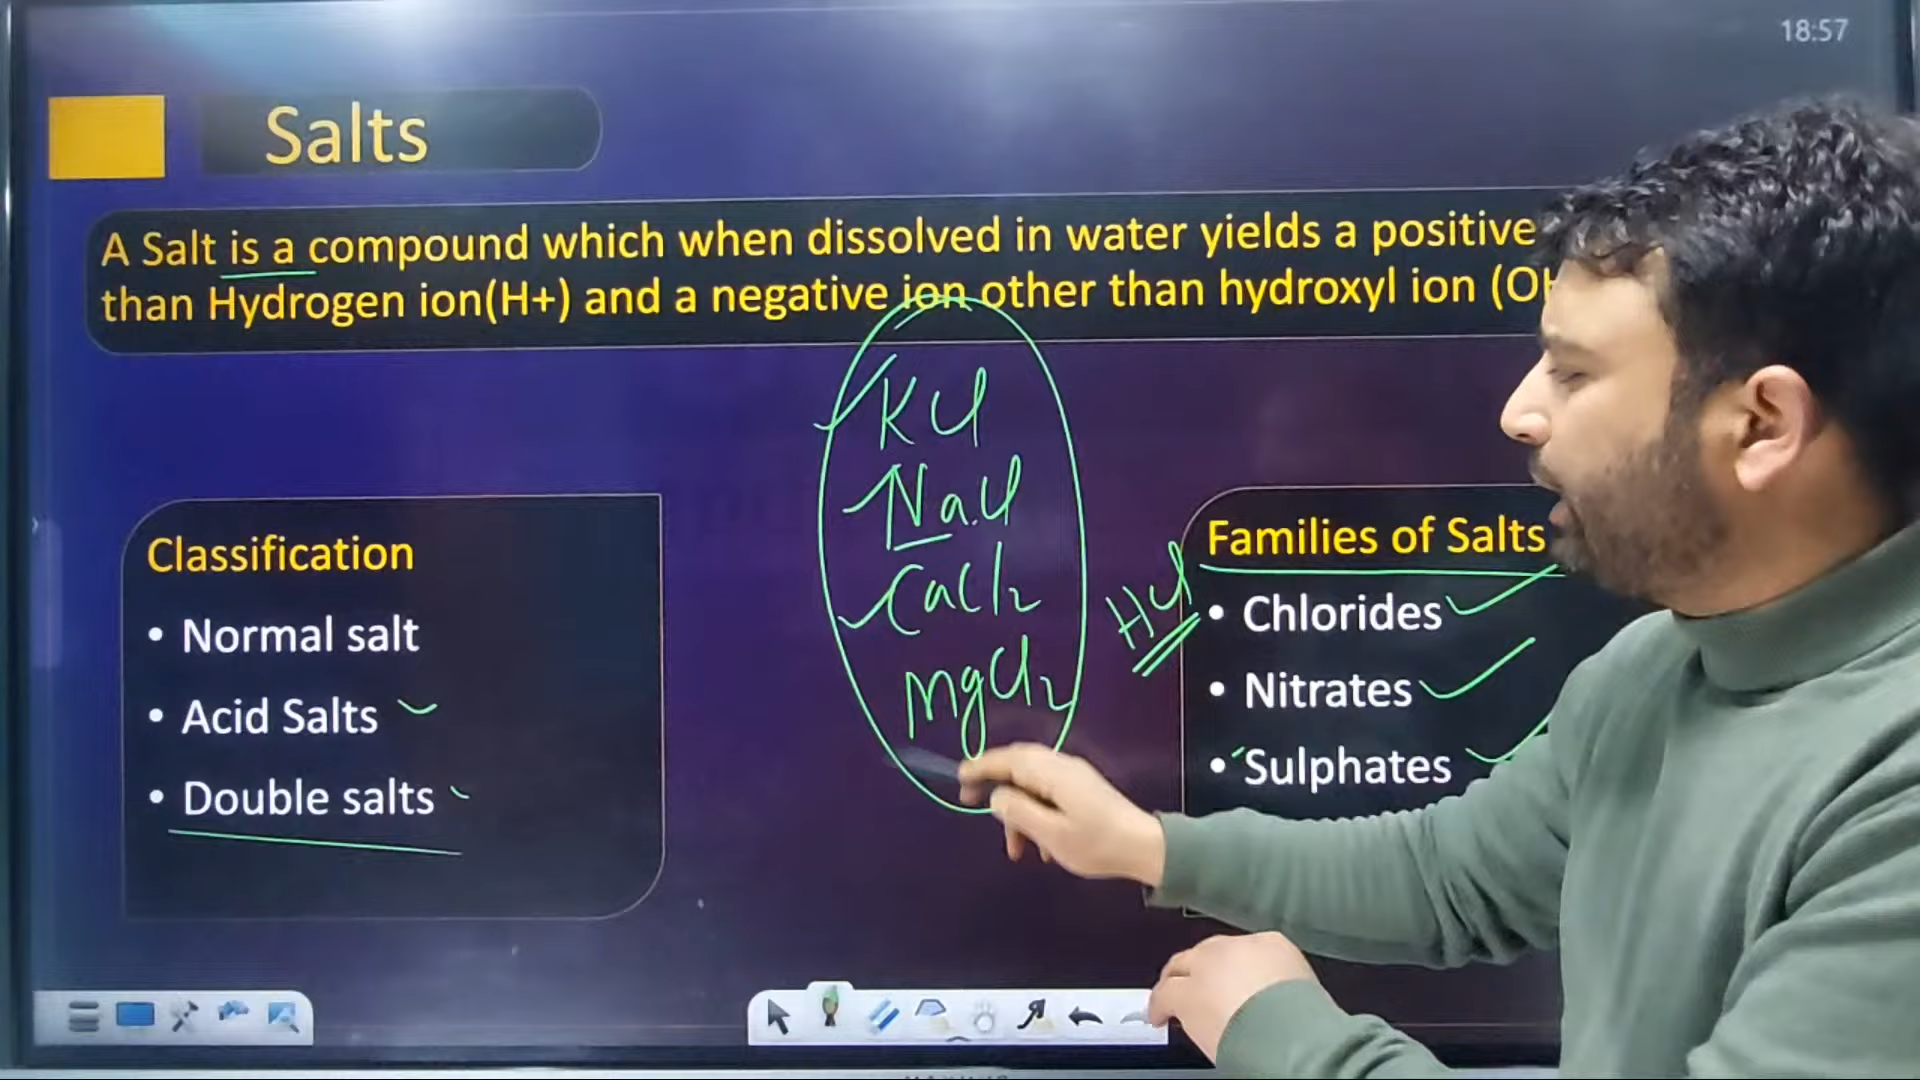 18:57
Salts
A Salt is a compound which when dissolved in water yields a positive
than Hydrogen ion(H+) and a negative ion other than hydroxyl ion (OH
KCl
NaCl
CaCl2
MgCl2
HCl
Classification
• Normal salt
• Acid Salts
• Double salts
Families of Salts
• Chlorides
• Nitrates
• Sulphates